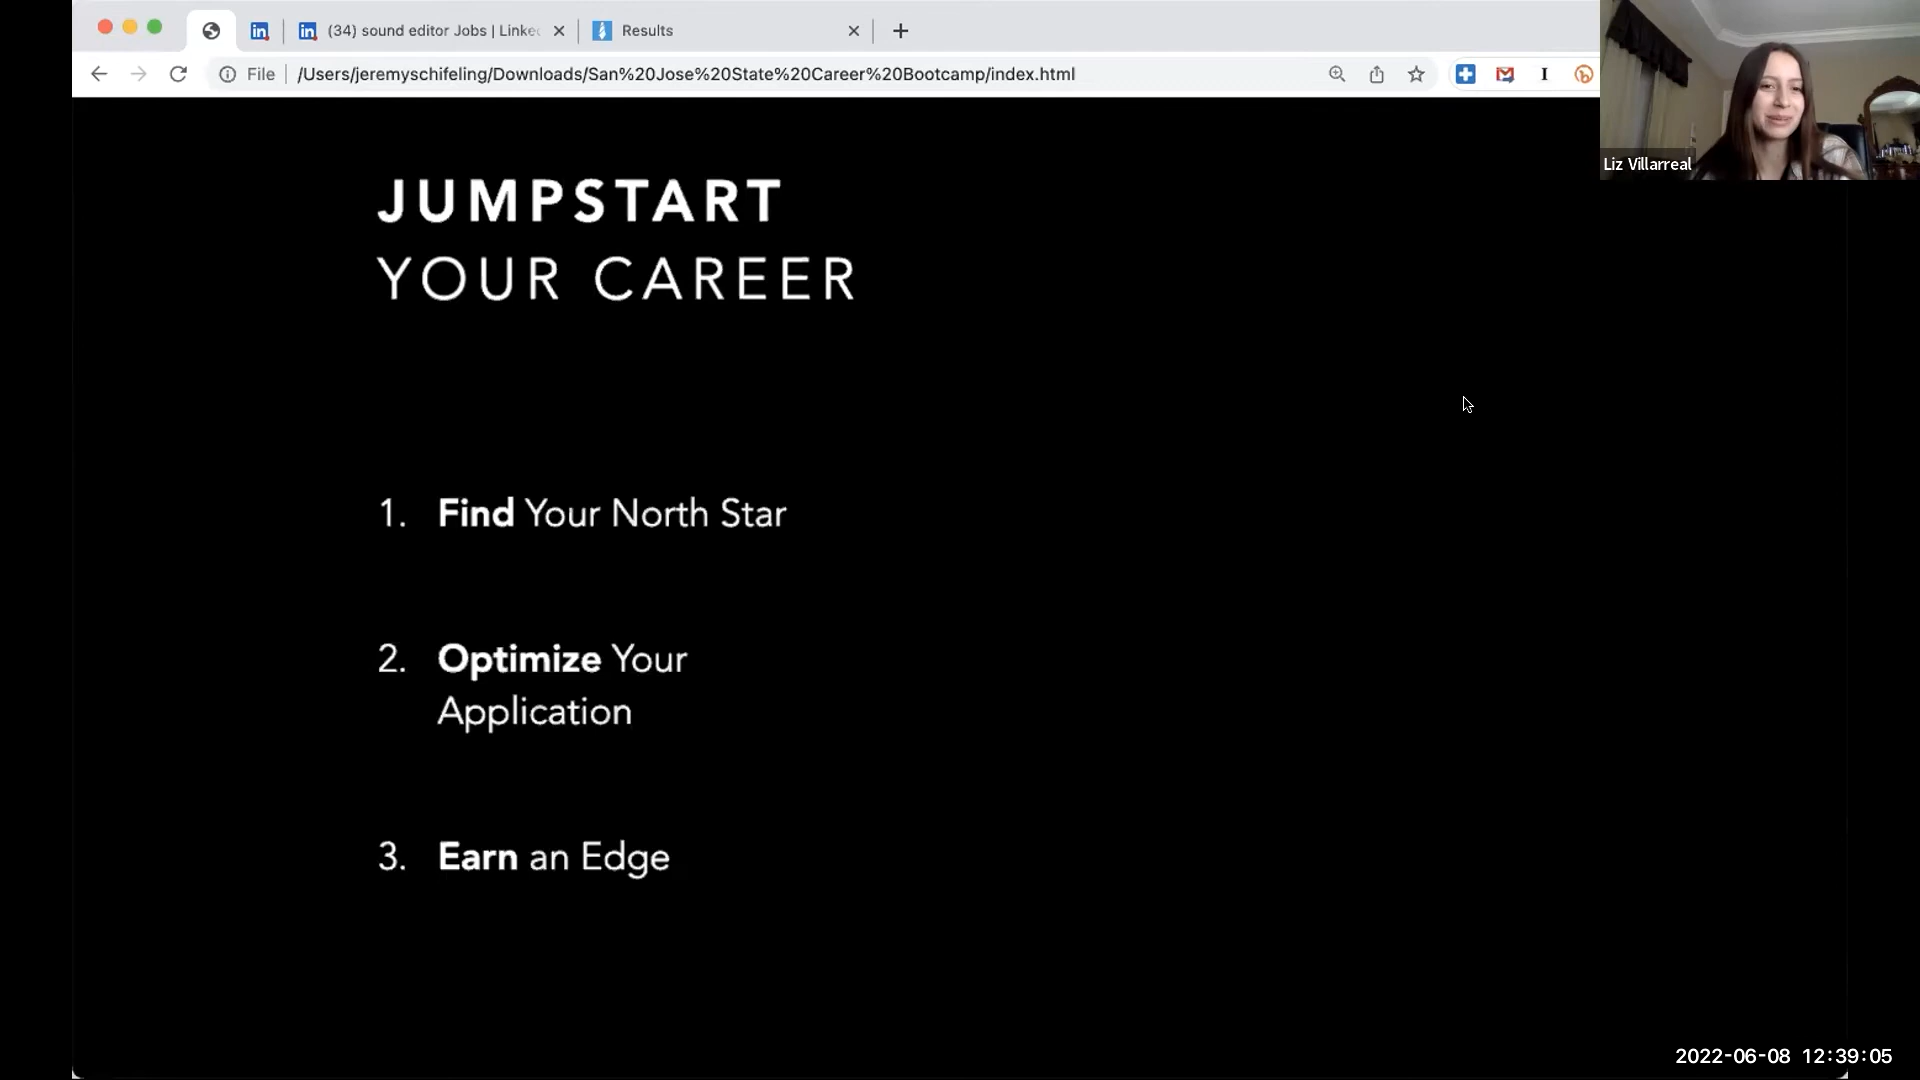 in
in
(34) sound editor Jobs | Linke
Results
File
/Users/jeremyschifeling/Downloads/San%20Jose%20State%20Career%20Bootcamp/index.html
I
Liz Villarreal
JUMPSTART
YOUR CAREER
1. Find Your North Star
2. Optimize Your
Application
3. Earn an Edge
2022-06-08 12:39:05